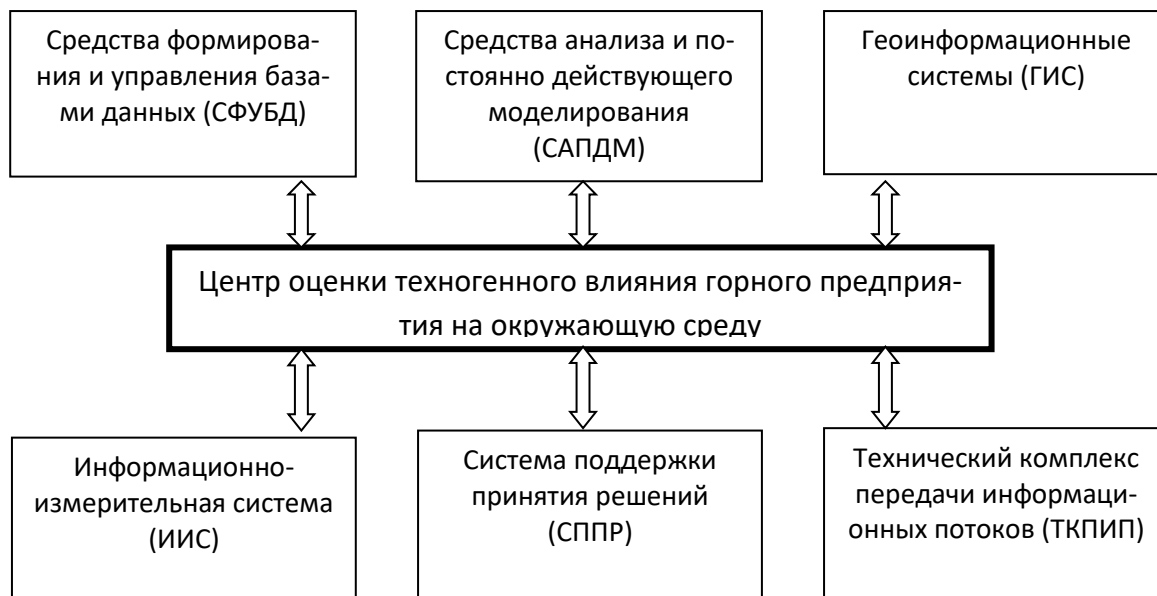 Средства формирова-
ния и управления база-
ми данных (СФУБД)
Средства анализа и по-
стоянно действующего
моделирования
(САПДМ)
Геоинформационные
системы (ГИС)
Центр оценки техногенного влияния горного предприя-
тия на окружающую среду
Информационно-
измерительная система
(ИИС)
Система поддержки
принятия решений
(СППР)
Технический комплекс
передачи информаци-
онных потоков (ТКПИП)